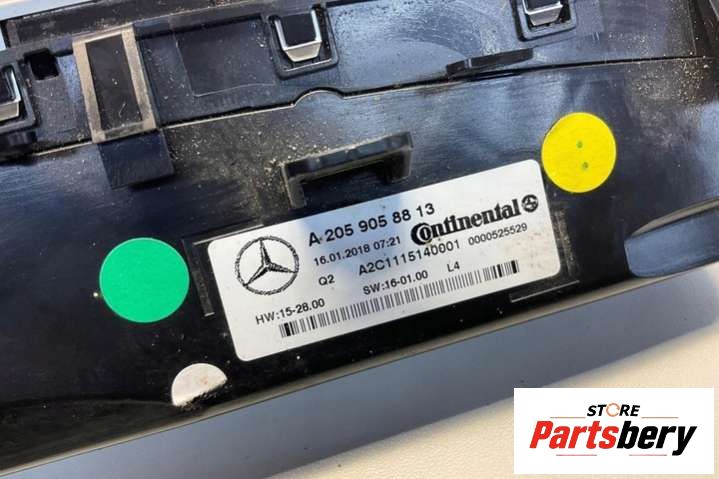 A 205 905 88 13
16.01.2018 07:21
Continental
Q2
A2C1115140001
0000525529
HW:15-28.00
SW:16-01.00
L4
STORE
Partsbery